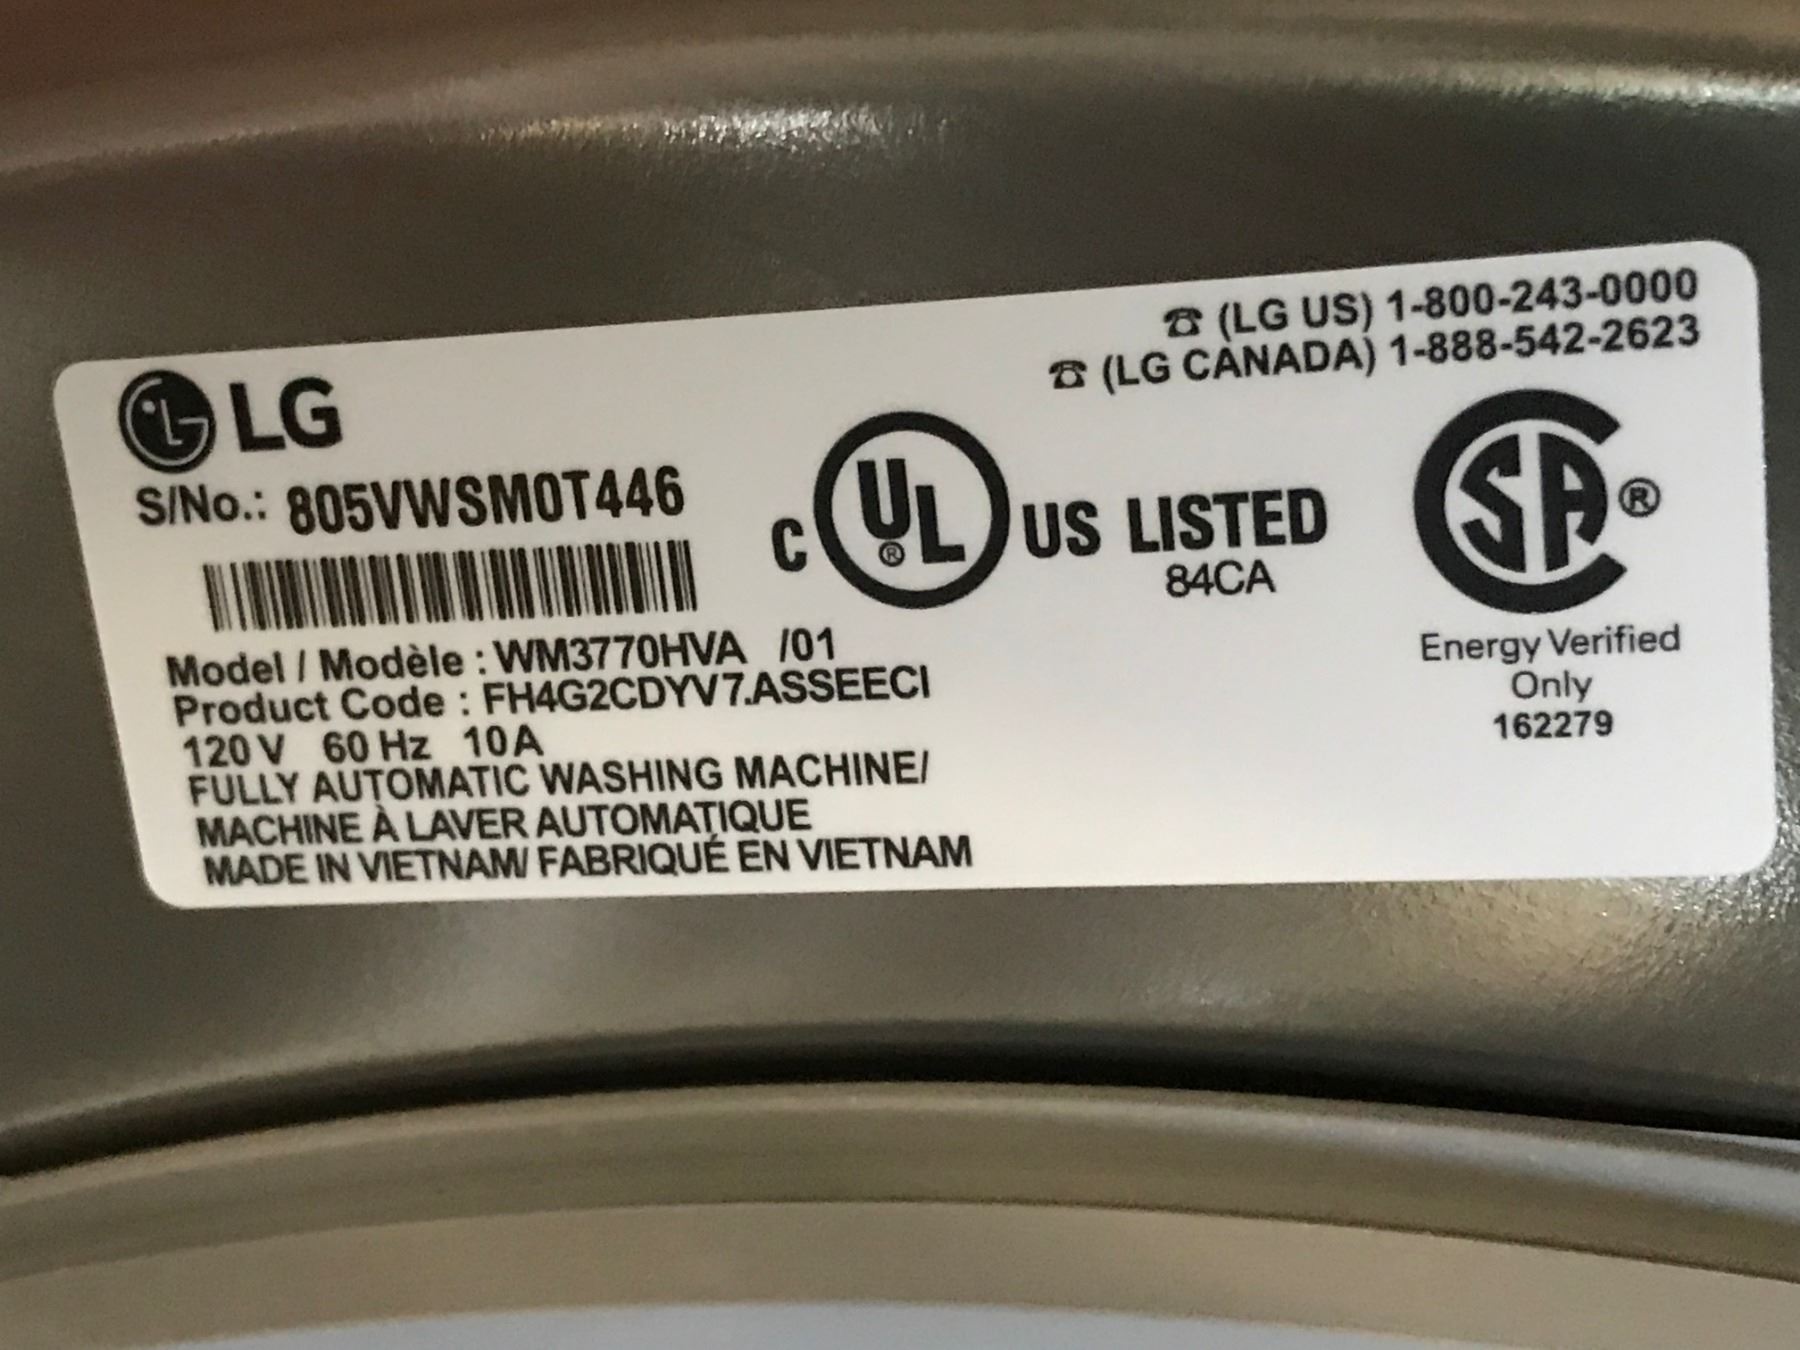 ☎ (LG US) 1-800-243-0000
☎ (LG CANADA) 1-888-542-2623
LG
S/No.: 805VWSM0T446
C UL® US LISTED
84CA
SA®
Energy Verified
Only
162279
Model / Modèle : WM3770HVA /01
Product Code : FH4G2CDYV7.ASSEECI
120 V 60 Hz 10A
FULLY AUTOMATIC WASHING MACHINE/
MACHINE À LAVER AUTOMATIQUE
MADE IN VIETNAM/ FABRIQUÉ EN VIETNAM